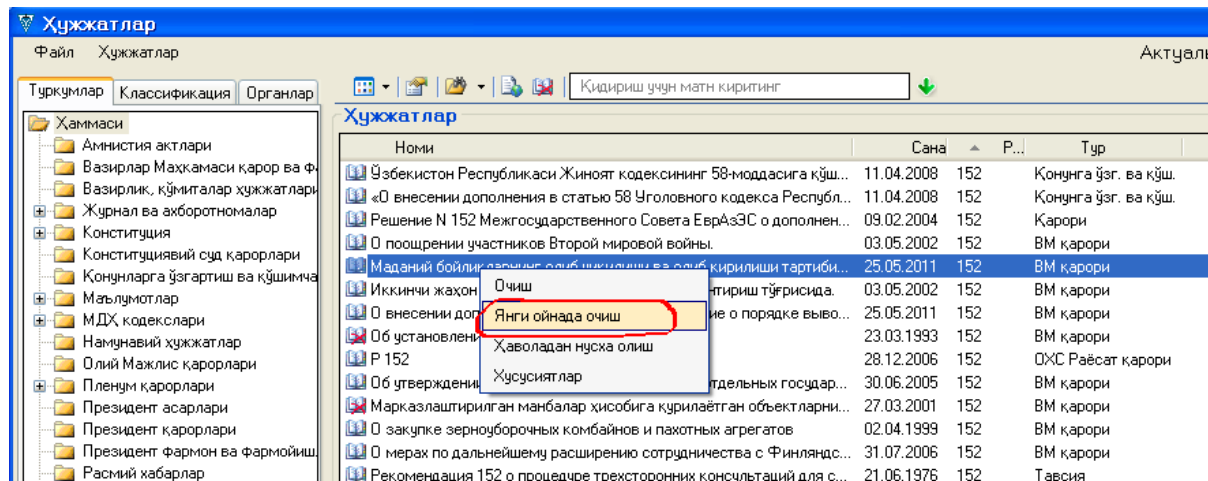 Ҳужжатлар
Файл Ҳужжатлар Актуаль
Туркумлар Классификация Органлар Қидириш учун матн киритинг
Ҳаммаси
Амнистия актлари
Вазирлар Маҳкамаси қарор ва ф
Вазирлик, қўмиталар ҳужжатлари
Журнал ва ахборотномалар
Конституция
Конституциявий суд қарорлари
Қонунларга ўзгартиш ва қўшимча
Маълумотлар
МДҲ кодекслари
Намунавий ҳужжатлар
Олий Мажлис қарорлари
Пленум қарорлари
Президент асарлари
Президент қарорлари
Президент фармон ва фармойиш.
Расмий хабарлар
Ҳужжатлар
Номи Сана Р... Тур
Ўзбекистон Республикаси Жиноят кодексининг 58-моддасига қўш... 11.04.2008 152 Қонунга ўзг. ва қўш.
«О внесении дополнения в статью 58 Уголовного кодекса Республ... 11.04.2008 152 Қонунга ўзг. ва қўш.
Решение N 152 Межгосударственного Совета ЕврАзЭС о дополнен... 09.02.2004 152 Қарори
О поощрении участников Второй мировой войны. 03.05.2002 152 ВМ қарори
Маданий бойликларнинг олиб чиқилиши ва олиб кирилиши тартиби... 25.05.2011 152 ВМ қарори
Иккинчи жаҳон нтириш тўғрисида. 03.05.2002 152 ВМ қарори
О внесении доп ие о порядке выво... 25.05.2011 152 ВМ қарори
Об установлени 23.03.1993 152 ВМ қарори
Р 152 28.12.2006 152 ОХС Раёсат қарори
Об утверждени тдельных государ... 30.06.2005 152 ВМ қарори
Марказлаштирилган манбалар ҳисобига қурилаётган объектларни... 27.03.2001 152 ВМ қарори
О закупке зерноуборочных комбайнов и пахотных агрегатов 02.04.1999 152 ВМ қарори
О мерах по дальнейшему расширению сотрудничества с Финляндс... 31.07.2006 152 ВМ қарори
Рекомендация 152 о процедуре трехсторонних консультаций для с... 21.06.1976 152 Тавсия
Очиш
Янги ойнада очиш
Ҳаволадан нусха олиш
Хусусиятлар